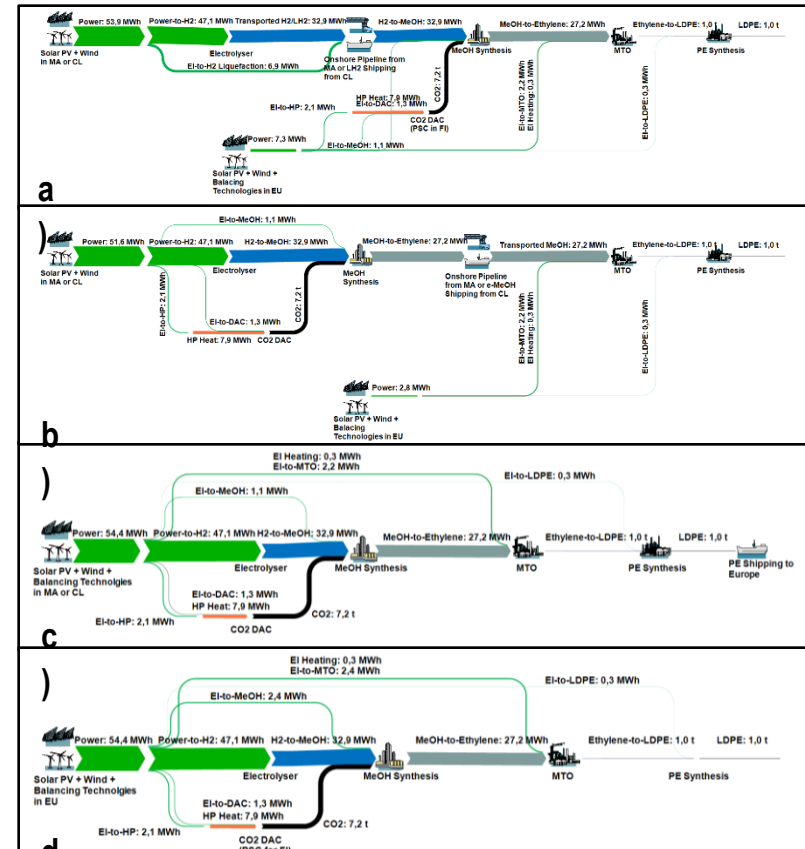 Power: 53,9 MWh
Power-to-H2: 47,1 MWh
Transported H2/LH2: 32,9 MWh
H2-to-MeOH: 32,9 MWh
MeOH-to-Ethylene: 27,2 MWh
Ethylene-to-LDPE: 1,0 t
LDPE: 1,0 t
Solar PV + Wind
in MA or CL
Electrolyser
El-to-H2 Liquefaction: 6,9 MWh
Onshore Pipeline from
MA or LH2 Shipping
from CL
MeOH Synthesis
MTO
PE Synthesis
CO2: 7,2 t
El-to-MTO: 2,2 MWh
El Heating: 0,3 MWh
El-to-LDPE: 0,3 MWh
HP Heat: 7,9 MWh
El-to-DAC: 1,3 MWh
El-to-HP: 2,1 MWh
CO2 DAC
(PSC in FI)
Power: 7,3 MWh
El-to-MeOH: 1,1 MWh
Solar PV + Wind +
Balacing
Technologies in EU
a
)
El-to-MeOH: 1,1 MWh
Power: 51,6 MWh
Power-to-H2: 47,1 MWh
H2-to-MeOH: 32,9 MWh
MeOH-to-Ethylene: 27,2 MWh
Transported MeOH: 27,2 MWh
Ethylene-to-LDPE: 1,0 t
LDPE: 1,0 t
Solar PV + Wind
in MA or CL
Electrolyser
MeOH
Synthesis
Onshore Pipeline
from MA or e-MeOH
Shipping from CL
MTO
PE Synthesis
El-to-HP: 2,1 MWh
El-to-DAC: 1,3 MWh
CO2: 7,2 t
HP Heat: 7,9 MWh
CO2 DAC
El-to-MTO: 2,2 MWh
El Heating: 0,3 MWh
El-to-LDPE: 0,3 MWh
Power: 2,8 MWh
Solar PV + Wind +
Balacing
Technologies in EU
b
)
El Heating: 0,3 MWh
El-to-MTO: 2,2 MWh
El-to-LDPE: 0,3 MWh
El-to-MeOH: 1,1 MWh
Power: 54,4 MWh
Power-to-H2: 47,1 MWh
H2-to-MeOH: 32,9 MWh
MeOH-to-Ethylene: 27,2 MWh
Ethylene-to-LDPE: 1,0 t
LDPE: 1,0 t
Solar PV + Wind +
Balancing Technolgies
in MA or CL
Electrolyser
MeOH Synthesis
MTO
PE Synthesis
PE Shipping to
Europe
El-to-DAC: 1,3 MWh
HP Heat: 7,9 MWh
CO2: 7,2 t
El-to-HP: 2,1 MWh
CO2 DAC
c
)
El Heating: 0,3 MWh
El-to-MTO: 2,4 MWh
El-to-LDPE: 0,3 MWh
El-to-MeOH: 2,4 MWh
Power: 54,4 MWh
Power-to-H2: 47,1 MWh
H2-to-MeOH: 32,9 MWh
MeOH-to-Ethylene: 27,2 MWh
Ethylene-to-LDPE: 1,0 t
LDPE: 1,0 t
Solar PV + Wind +
Balancing Technolgies
in EU
Electrolyser
MeOH Synthesis
MTO
PE Synthesis
El-to-DAC: 1,3 MWh
HP Heat: 7,9 MWh
CO2: 7,2 t
El-to-HP: 2,1 MWh
CO2 DAC
d